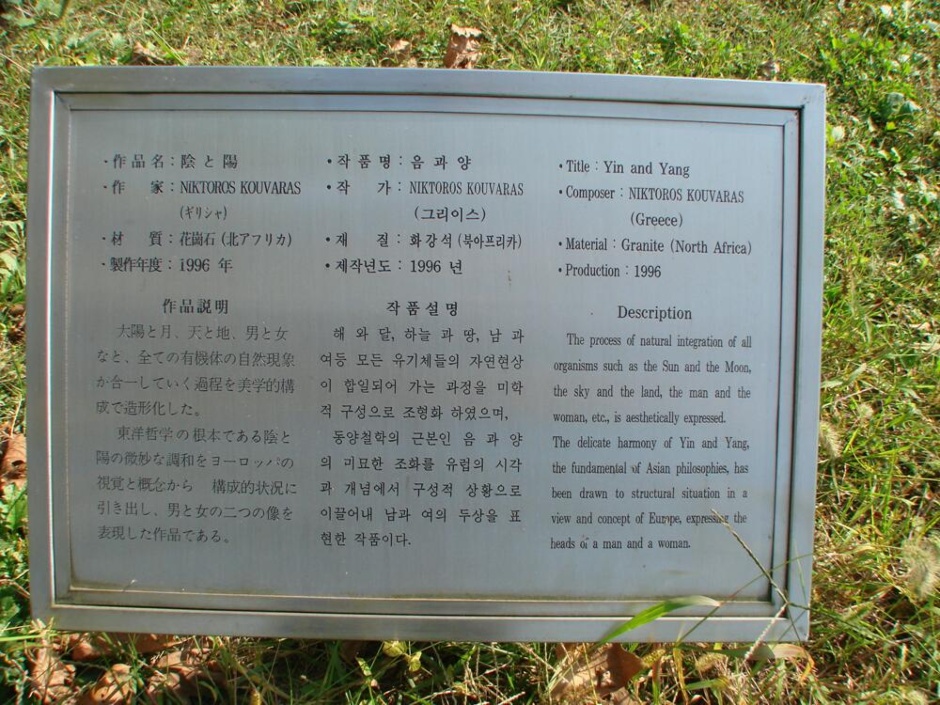 ・作品名：陰と陽
・作　家：NIKTOROS KOUVARAS
(ギリシャ)
・材　質：花崗石 (北アフリカ)
・製作年度：1996 年
作品説明
大陽と月、天と地、男と女
なと、全ての有機体の自然現象
か合一していく過程を美学的構
成で造形化した。
東洋哲学の根本である陰と
陽の微妙な調和をヨーロッパの
視覚と概念から　構成的状況に
引き出し、男と女の二つの像を
表現した作品である。
・작품명：음과양
・작　가：NIKTOROS KOUVARAS
(그리이스)
・재　질：화강석 (북아프리카)
・제작년도：1996 년
작품설명
해 와 달, 하늘 과 땅, 남 과
여등 모든 유기체들의 자연현상
이 합일되어 가는 과정을 미학
적 구성으로 조형화 하였으며,
동양철학의 근본인 음 과 양
의 미묘한 조화를 유럽의 시각
과 개념에서 구성적 상황으로
이끌어내 남과 여의 두상을 표
현한 작품이다.
・Title : Yin and Yang
・Composer : NIKTOROS KOUVARAS
(Greece)
・Material : Granite (North Africa)
・Production : 1996
Description
The process of natural integration of all
organisms such as the Sun and the Moon,
the sky and the land, the man and the
woman, etc., is aesthetically expressed.
The delicate harmony of Yin and Yang,
the fundamental of Asian philosophies, has
been drawn to structural situation in a
view and concept of Europe, expressing the
heads of a man and a woman.